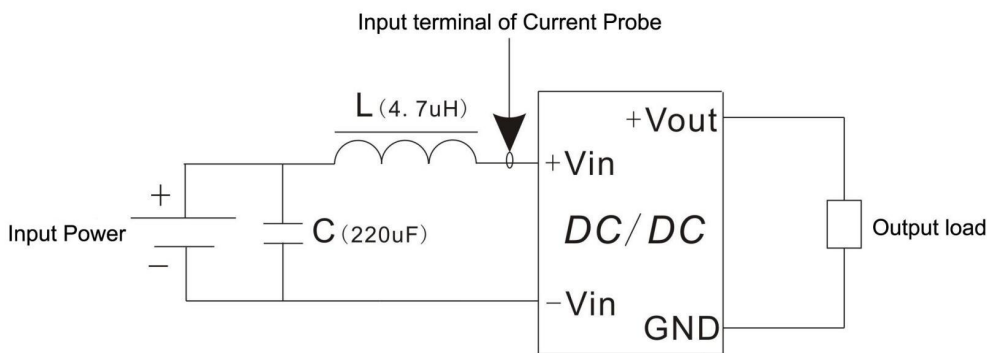 Input terminal of Current Probe
L(4.7uH)
+Vout
+Vin
+
Input Power
C(220uF)
DC/DC
Output load
−
−Vin
GND